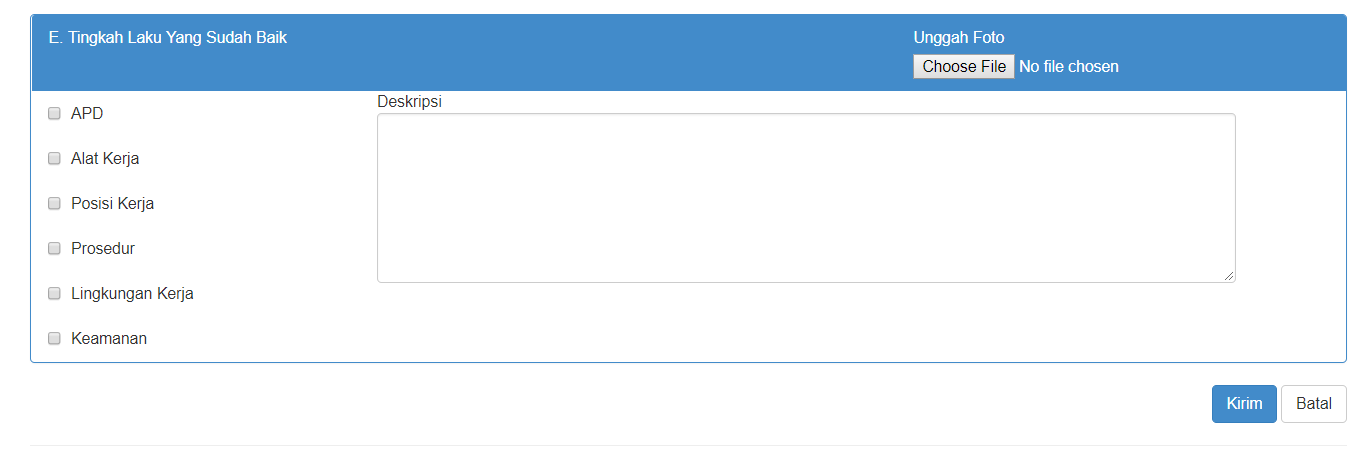 E. Tingkah Laku Yang Sudah Baik
Unggah Foto
Choose File No file chosen
APD
Alat Kerja
Posisi Kerja
Prosedur
Lingkungan Kerja
Keamanan
Deskripsi
Kirim
Batal